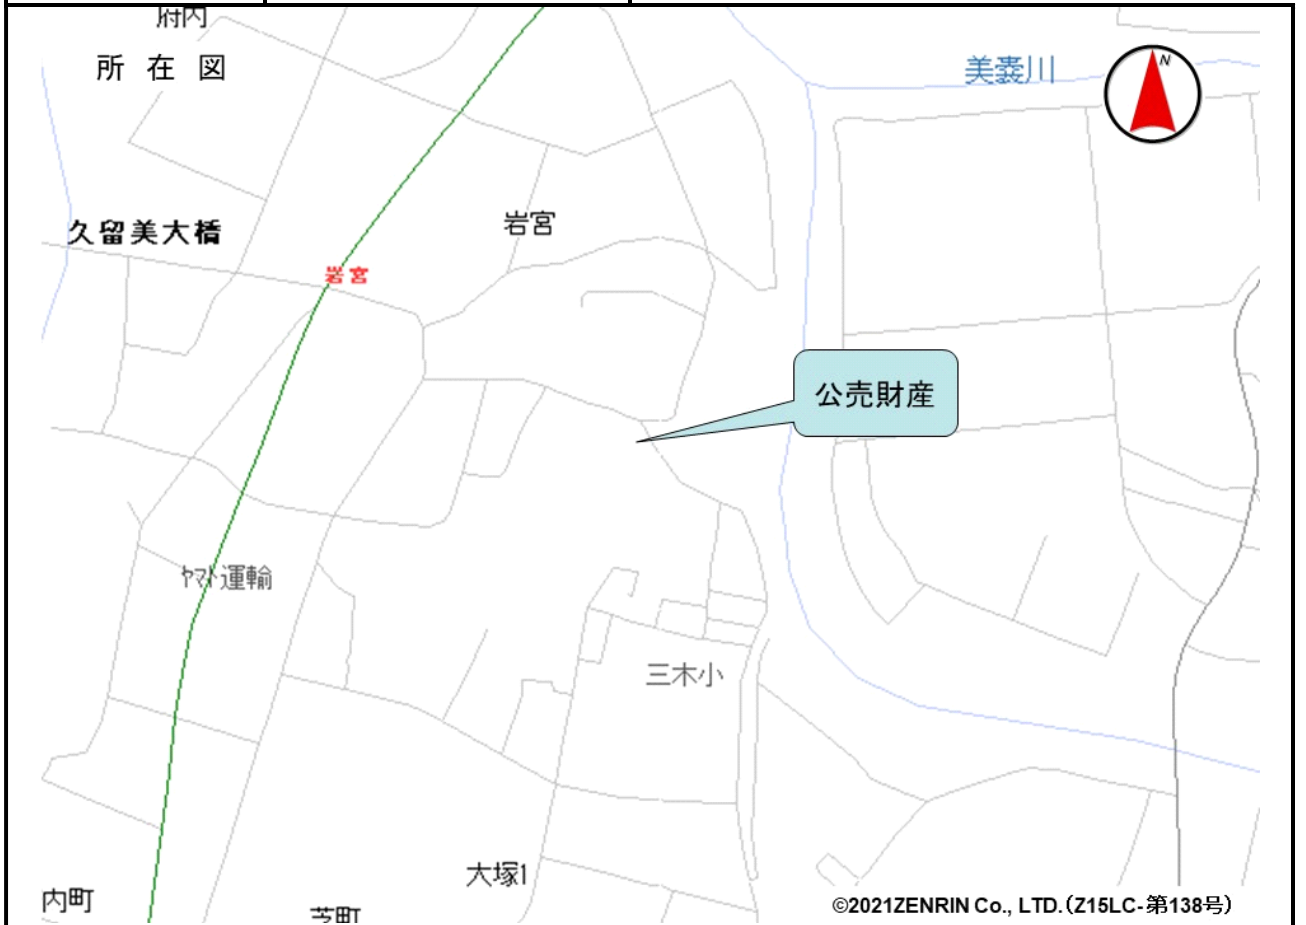 府内
所在図
美嚢川
N
久留美大橋
岩宮
岩宮
公売財産
ヤマト運輸
三木小
大塚1
内町
芝町
©2021ZENRIN Co., LTD.(Z15LC-第138号)